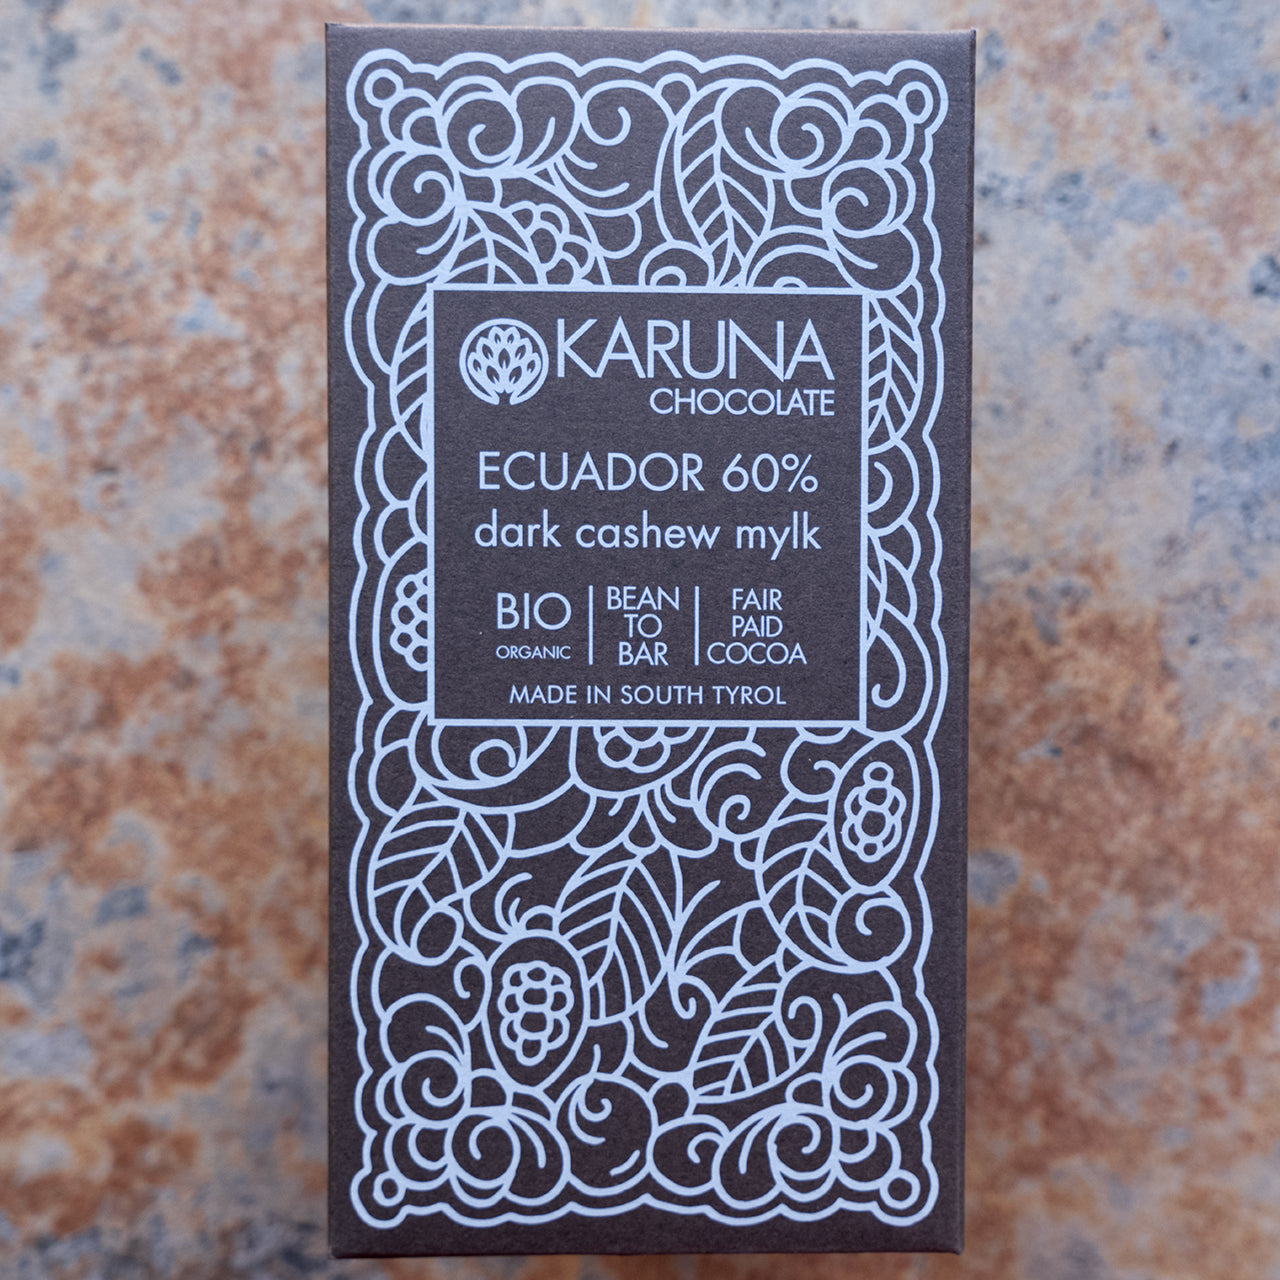 KARUNA
CHOCOLATE
ECUADOR 60%
dark cashew mylk
BIO
ORGANIC
BEAN
TO
BAR
FAIR
PAID
COCOA
MADE IN SOUTH TYROL